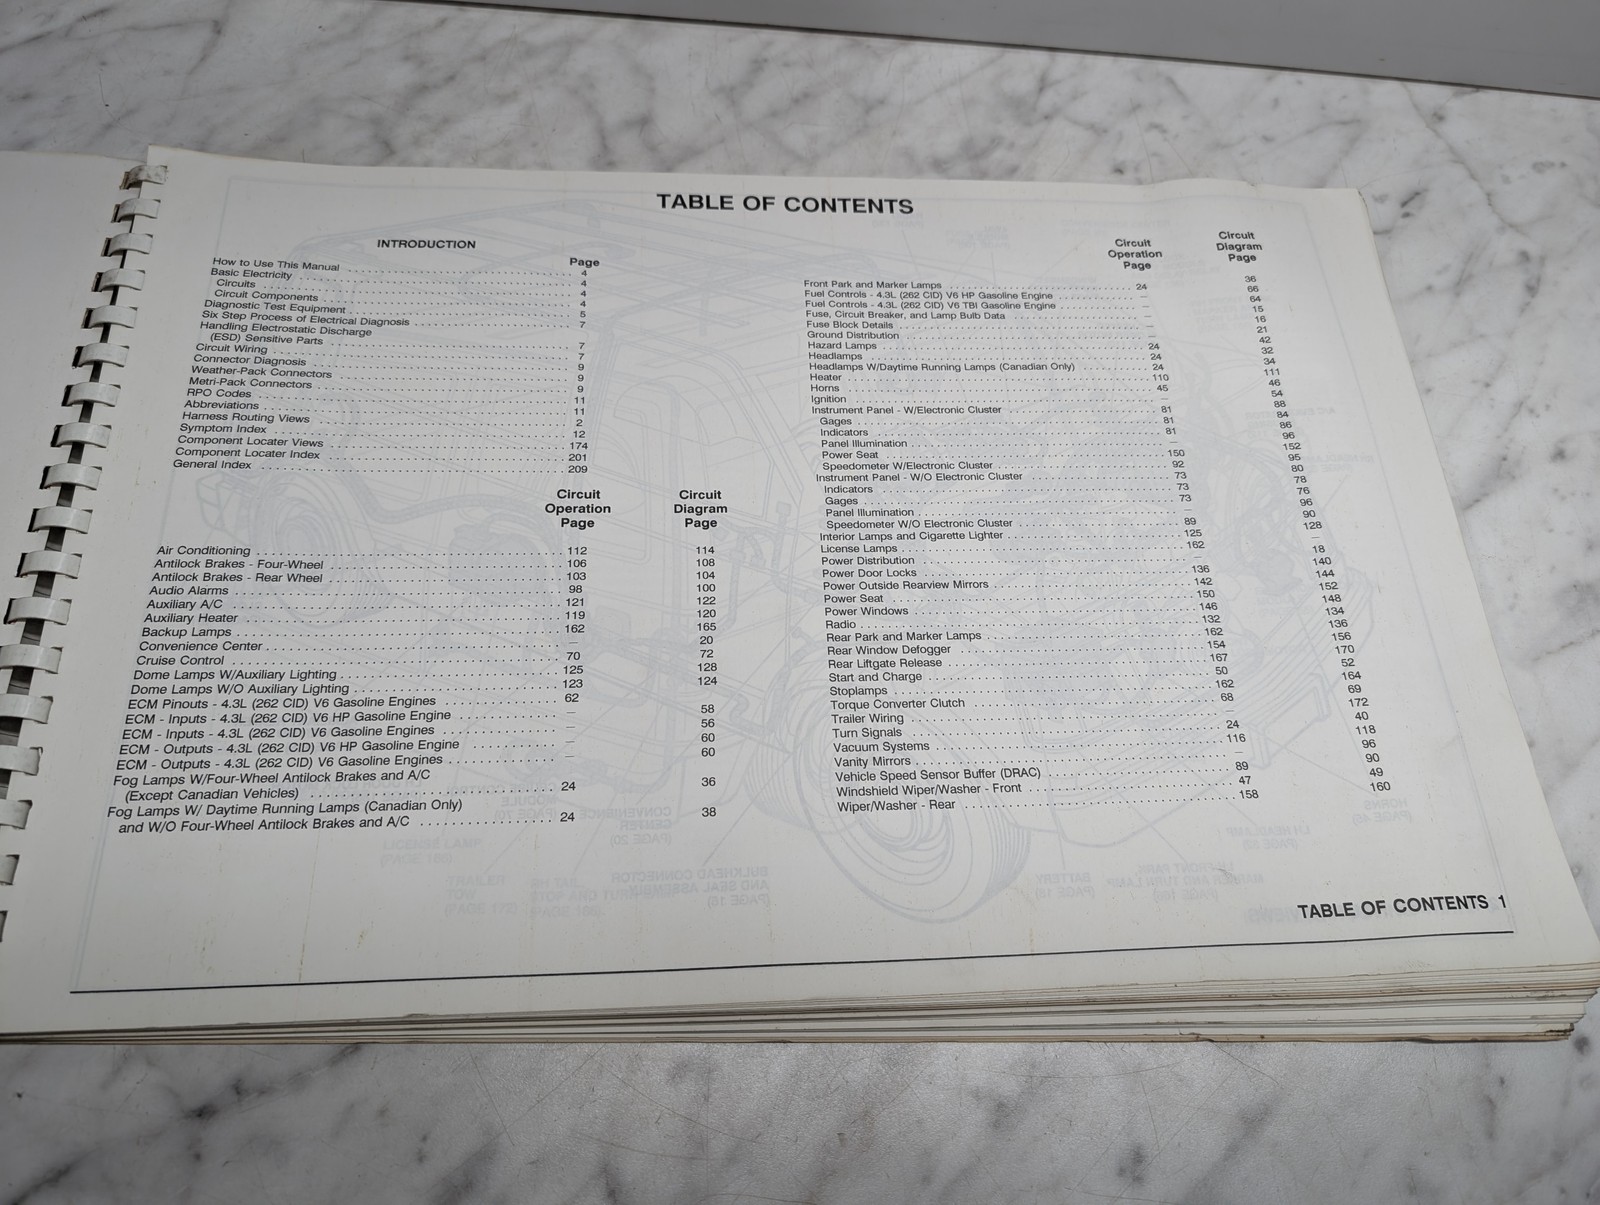 TABLE OF CONTENTS
INTRODUCTION
Page
How to Use This Manual 4
Basic Electricity 4
Circuits 4
Circuit Components 4
Diagnostic Test Equipment 5
Six Step Process of Electrical Diagnosis 7
Handling Electrostatic Discharge
(ESD) Sensitive Parts 7
Circuit Wiring 7
Connector Diagnosis 9
Weather-Pack Connectors 9
Metri-Pack Connectors 9
RPO Codes 11
Abbreviations 11
Harness Routing Views 2
Symptom Index 12
Component Locater Views 174
Component Locater Index 201
General Index 209
Circuit Circuit
Operation Diagram
Page Page
Air Conditioning 112 114
Antilock Brakes - Four-Wheel 106 108
Antilock Brakes - Rear Wheel 103 104
Audio Alarms 98 100
Auxiliary A/C 121 122
Auxiliary Heater 119 120
Backup Lamps 162 165
Convenience Center — 20
Cruise Control 70 72
Dome Lamps W/Auxiliary Lighting 125 128
Dome Lamps W/O Auxiliary Lighting 123 124
ECM Pinouts - 4.3L (262 CID) V6 Gasoline Engines 62
ECM - Inputs - 4.3L (262 CID) V6 HP Gasoline Engine — 58
ECM - Inputs - 4.3L (262 CID) V6 Gasoline Engines — 56
ECM - Outputs - 4.3L (262 CID) V6 HP Gasoline Engine — 60
ECM - Outputs - 4.3L (262 CID) V6 Gasoline Engines — 60
Fog Lamps W/Four-Wheel Antilock Brakes and A/C
(Except Canadian Vehicles) 24 36
Fog Lamps W/ Daytime Running Lamps (Canadian Only)
and W/O Four-Wheel Antilock Brakes and A/C 24 38
Circuit Circuit
Operation Diagram
Page Page
Front Park and Marker Lamps 24 36
Fuel Controls - 4.3L (262 CID) V6 HP Gasoline Engine — 66
Fuel Controls - 4.3L (262 CID) V6 TBI Gasoline Engine — 64
Fuse, Circuit Breaker, and Lamp Bulb Data — 15
Fuse Block Details — 16
Ground Distribution — 21
Hazard Lamps 24 42
Headlamps 24 32
Headlamps W/Daytime Running Lamps (Canadian Only) 24 34
Heater 110 111
Horns 45 46
Ignition — 54
Instrument Panel - W/Electronic Cluster 81 88
Gages 81 84
Indicators 81 86
Panel Illumination — 96
Power Seat 150 152
Speedometer W/Electronic Cluster 92 95
Instrument Panel - W/O Electronic Cluster 73 80
Indicators 73 78
Gages 73 76
Panel Illumination — 96
Speedometer W/O Electronic Cluster 89 90
Interior Lamps and Cigarette Lighter 125 128
License Lamps 162 —
Power Distribution — 18
Power Door Locks 136 140
Power Outside Rearview Mirrors 142 144
Power Seat 150 152
Power Windows 146 148
Radio 132 134
Rear Park and Marker Lamps 162 136
Rear Window Defogger 154 156
Rear Liftgate Release 167 170
Start and Charge 50 52
Stoplamps 162 164
Torque Converter Clutch 68 69
Trailer Wiring — 172
Turn Signals 24 40
Vacuum Systems 116 118
Vanity Mirrors — 96
Vehicle Speed Sensor Buffer (DRAC) 89 90
Windshield Wiper/Washer - Front 47 49
Wiper/Washer - Rear 158 160
TABLE OF CONTENTS 1